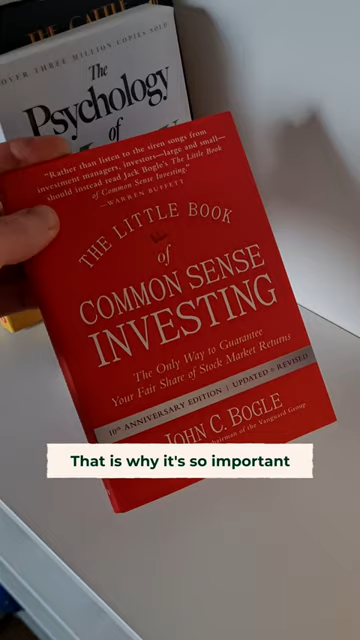 OVER THREE MILLION COPIES SOLD
The
Psychology
of
"Rather than listen to the siren songs from
investment managers, investors—large and small—
should instead read Jack Bogle's The Little Book
of Common Sense Investing."
—WARREN BUFFETT
THE LITTLE BOOK
of
COMMON SENSE
INVESTING
The Only Way to Guarantee
Your Fair Share of Stock Market Returns
10th ANNIVERSARY EDITION | UPDATED & REVISED
JOHN C. BOGLE
chairman of the Vanguard Group
That is why it's so important